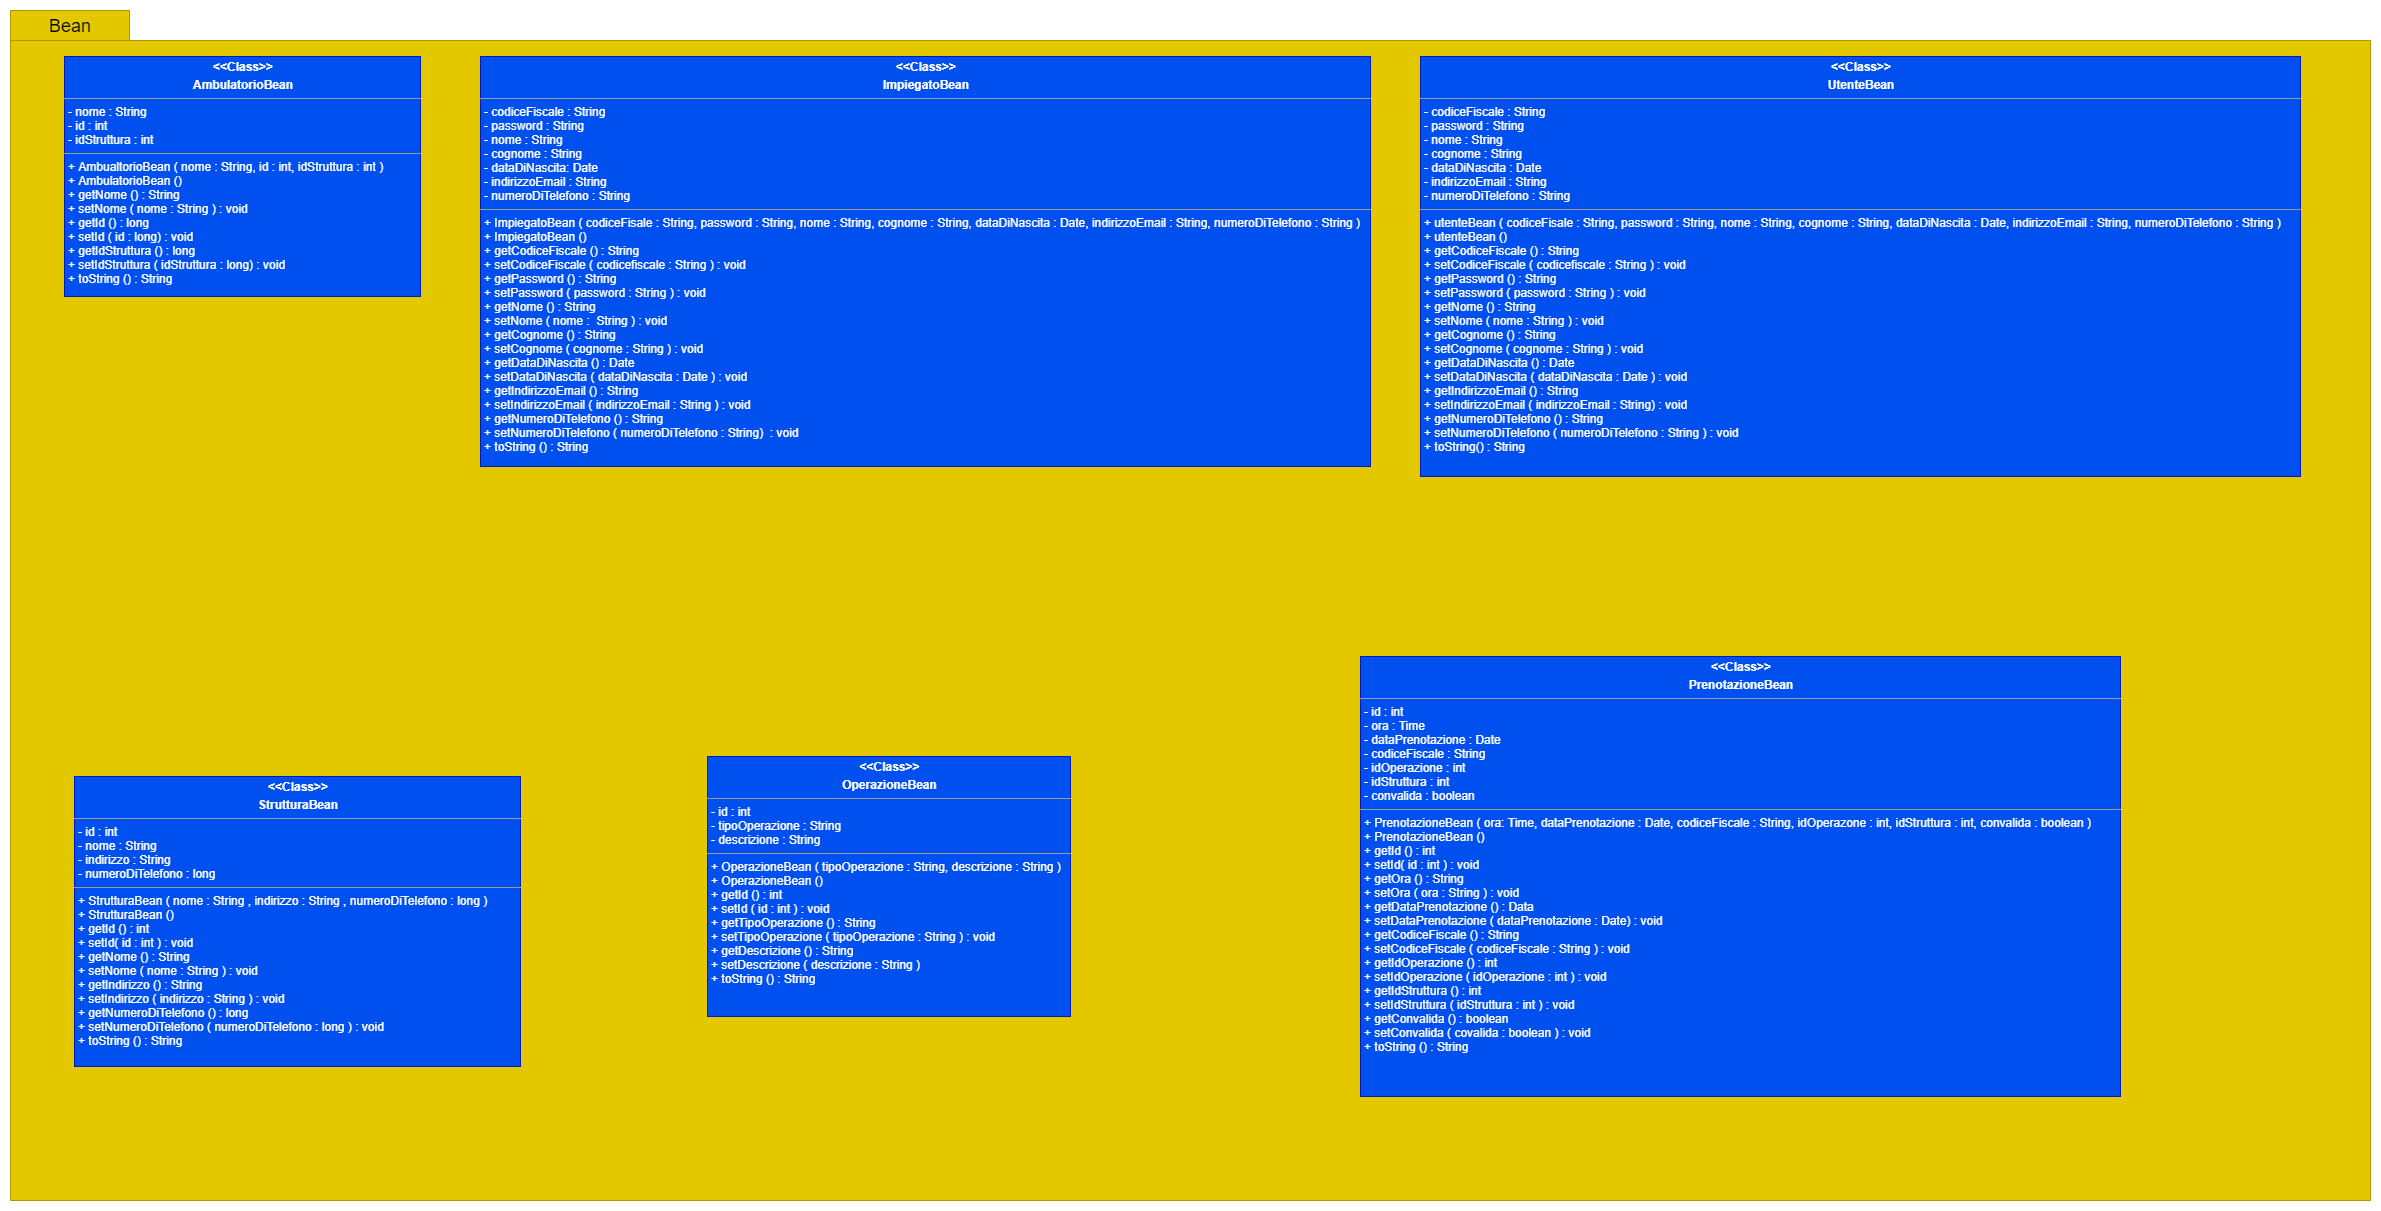 Bean
<<Class>>
AmbulatorioBean
- nome : String
- id : int
- idStruttura : int
+ AmbualtorioBean ( nome : String, id : int, idStruttura : int )
+ AmbulatorioBean ()
+ getNome () : String
+ setNome ( nome : String ) : void
+ getId () : long
+ setId ( id : long) : void
+ getIdStruttura () : long
+ setIdStruttura ( idStruttura : long) : void
+ toString () : String
<<Class>>
ImpiegatoBean
- codiceFiscale : String
- password : String
- nome : String
- cognome : String
- dataDiNascita: Date
- indirizzoEmail : String
- numeroDiTelefono : String
+ ImpiegatoBean ( codiceFisale : String, password : String, nome : String, cognome : String, dataDiNascita : Date, indirizzoEmail : String, numeroDiTelefono : String )
+ ImpiegatoBean ()
+ getCodiceFiscale () : String
+ setCodiceFiscale ( codicefiscale : String ) : void
+ getPassword () : String
+ setPassword ( password : String ) : void
+ getNome () : String
+ setNome ( nome :  String ) : void
+ getCognome () : String
+ setCognome ( cognome : String ) : void
+ getDataDiNascita () : Date
+ setDataDiNascita ( dataDiNascita : Date ) : void
+ getIndirizzoEmail () : String
+ setIndirizzoEmail ( indirizzoEmail : String ) : void
+ getNumeroDiTelefono () : String
+ setNumeroDiTelefono ( numeroDiTelefono : String)  : void
+ toString () : String
<<Class>>
UtenteBean
- codiceFiscale : String
- password : String
- nome : String
- cognome : String
- dataDiNascita : Date
- indirizzoEmail : String
- numeroDiTelefono : String
+ utenteBean ( codiceFisale : String, password : String, nome : String, cognome : String, dataDiNascita : Date, indirizzoEmail : String, numeroDiTelefono : String )
+ utenteBean ()
+ getCodiceFiscale () : String
+ setCodiceFiscale ( codicefiscale : String ) : void
+ getPassword () : String
+ setPassword ( password : String ) : void
+ getNome () : String
+ setNome ( nome : String ) : void
+ getCognome () : String
+ setCognome ( cognome : String ) : void
+ getDataDiNascita () : Date
+ setDataDiNascita ( dataDiNascita : Date ) : void
+ getIndirizzoEmail () : String
+ setIndirizzoEmail ( indirizzoEmail : String) : void
+ getNumeroDiTelefono () : String
+ setNumeroDiTelefono ( numeroDiTelefono : String ) : void
+ toString() : String
<<Class>>
StrutturaBean
- id : int
- nome : String
- indirizzo : String
- numeroDiTelefono : long
+ StrutturaBean ( nome : String , indirizzo : String , numeroDiTelefono : long )
+ StrutturaBean ()
+ getId () : int
+ setId( id : int ) : void
+ getNome () : String
+ setNome ( nome : String ) : void
+ getIndirizzo () : String
+ setIndirizzo ( indirizzo : String ) : void
+ getNumeroDiTelefono () : long
+ setNumeroDiTelefono ( numeroDiTelefono : long ) : void
+ toString () : String
<<Class>>
OperazioneBean
- id : int
- tipoOperazione : String
- descrizione : String
+ OperazioneBean ( tipoOperazione : String, descrizione : String )
+ OperazioneBean ()
+ getId () : int
+ setId ( id : int ) : void
+ getTipoOperazione () : String
+ setTipoOperazione ( tipoOperazione : String ) : void
+ getDescrizione () : String
+ setDescrizione ( descrizione : String )
+ toString () : String
<<Class>>
PrenotazioneBean
- id : int
- ora : Time
- dataPrenotazione : Date
- codiceFiscale : String
- idOperazione : int
- idStruttura : int
- convalida : boolean
+ PrenotazioneBean ( ora: Time, dataPrenotazione : Date, codiceFiscale : String, idOperazone : int, idStruttura : int, convalida : boolean )
+ PrenotazioneBean ()
+ getId () : int
+ setId( id : int ) : void
+ getOra () : String
+ setOra ( ora : String ) : void
+ getDataPrenotazione () : Data
+ setDataPrenotazione ( dataPrenotazione : Date) : void
+ getCodiceFiscale () : String
+ setCodiceFiscale ( codiceFiscale : String ) : void
+ getIdOperazione () : int
+ setIdOperazione ( idOperazione : int ) : void
+ getIdStruttura () : int
+ setIdStruttura ( idStruttura : int ) : void
+ getConvalida () : boolean
+ setConvalida ( covalida : boolean ) : void
+ toString () : String